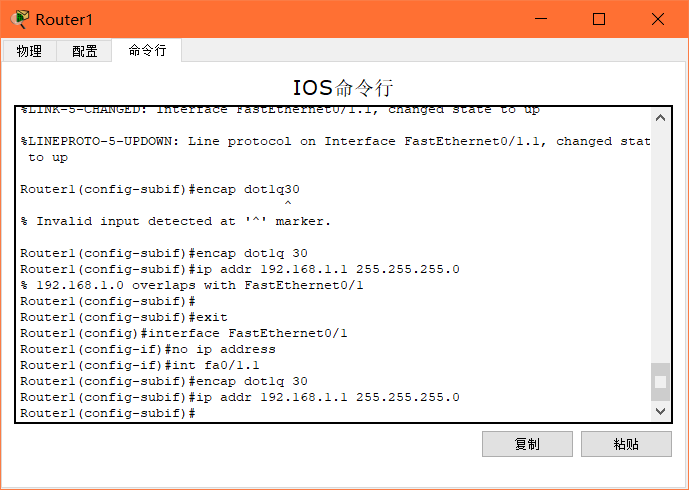 Router1
物理
配置
命令行
IOS命令行
%LINK-5-CHANGED: Interface FastEthernet0/1.1, changed state to up
%LINEPROTO-5-UPDOWN: Line protocol on Interface FastEthernet0/1.1, changed stat
to up
Router1(config-subif)#encap dot1q30
^
% Invalid input detected at '^' marker.
Router1(config-subif)#encap dot1q 30
Router1(config-subif)#ip addr 192.168.1.1 255.255.255.0
% 192.168.1.0 overlaps with FastEthernet0/1
Router1(config-subif)#
Router1(config-subif)#exit
Router1(config)#interface FastEthernet0/1
Router1(config-if)#no ip address
Router1(config-if)#int fa0/1.1
Router1(config-subif)#encap dot1q 30
Router1(config-subif)#ip addr 192.168.1.1 255.255.255.0
Router1(config-subif)#
复制
粘贴